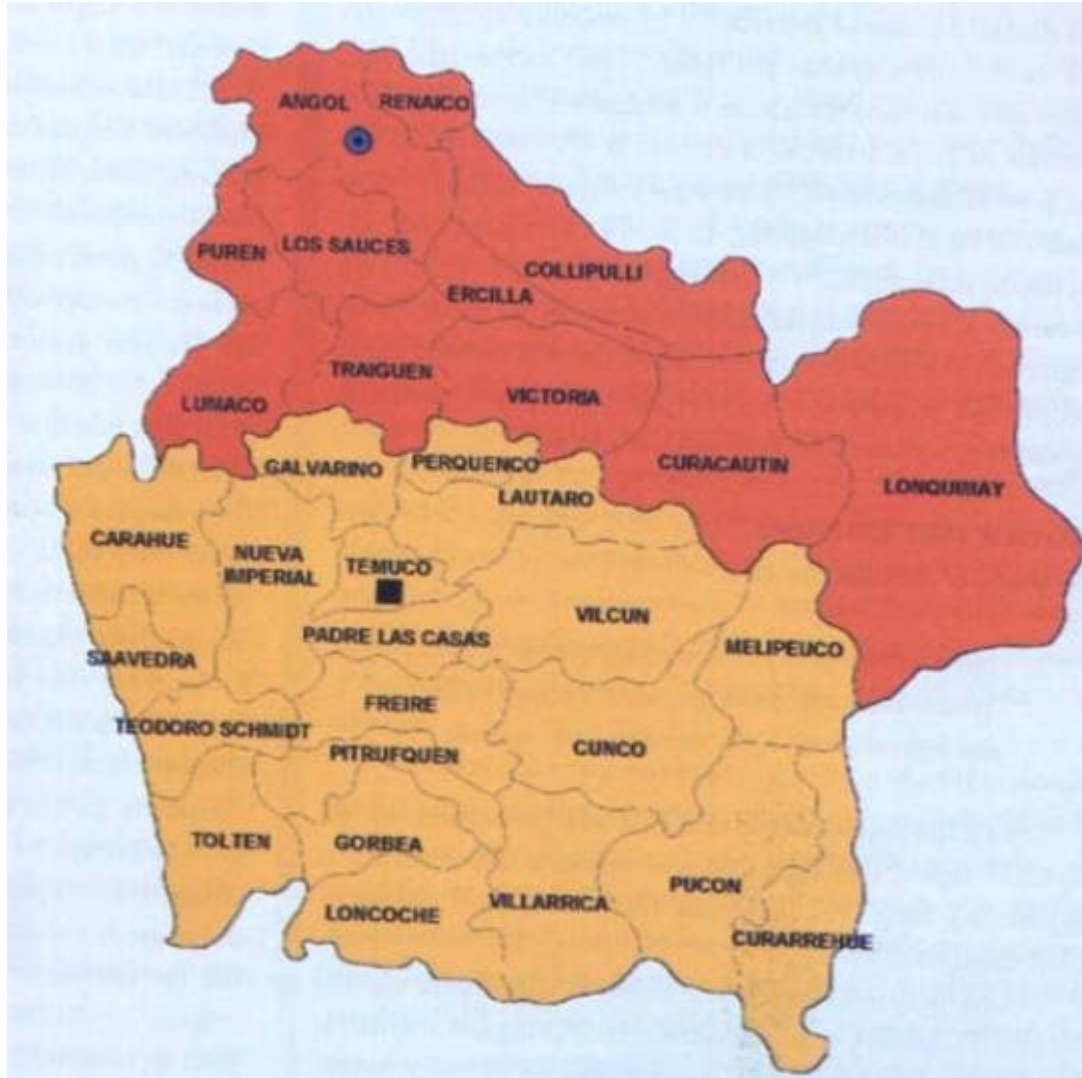 ANGOL
RENAICO
PUREN
LOS SAUCES
COLLIPULLI
ERCILLA
TRAIGUEN
VICTORIA
LUMACO
CURACAUTIN
LONQUIMAY
GALVARINO
PERQUENCO
LAUTARO
CARAHUE
NUEVA
IMPERIAL
TEMUCO
VILCUN
PADRE LAS CASAS
MELIPEUCO
SAAVEDRA
FREIRE
TEODORO SCHMIDT
PITRUFQUEN
CUNCO
TOLTEN
GORBEA
PUCON
LONCOCHE
VILLARRICA
CURARREHUE